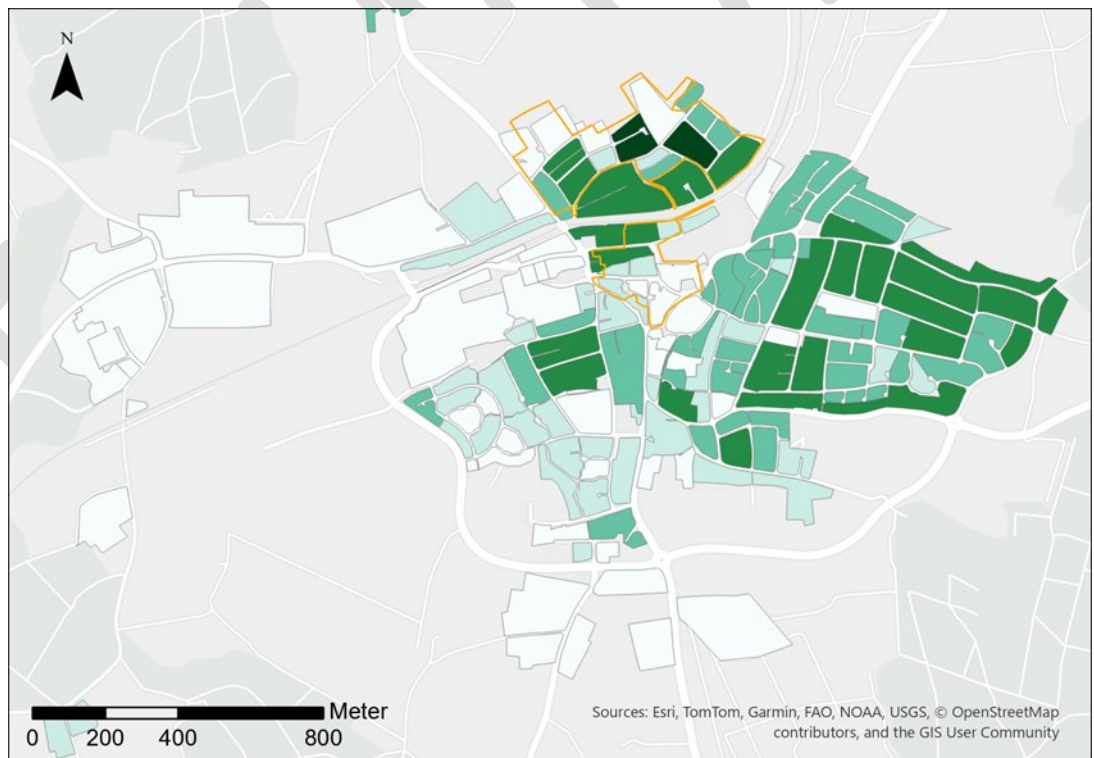 N
Meter
0 200 400 800
Sources: Esri, TomTom, Garmin, FAO, NOAA, USGS, © OpenStreetMap
contributors, and the GIS User Community